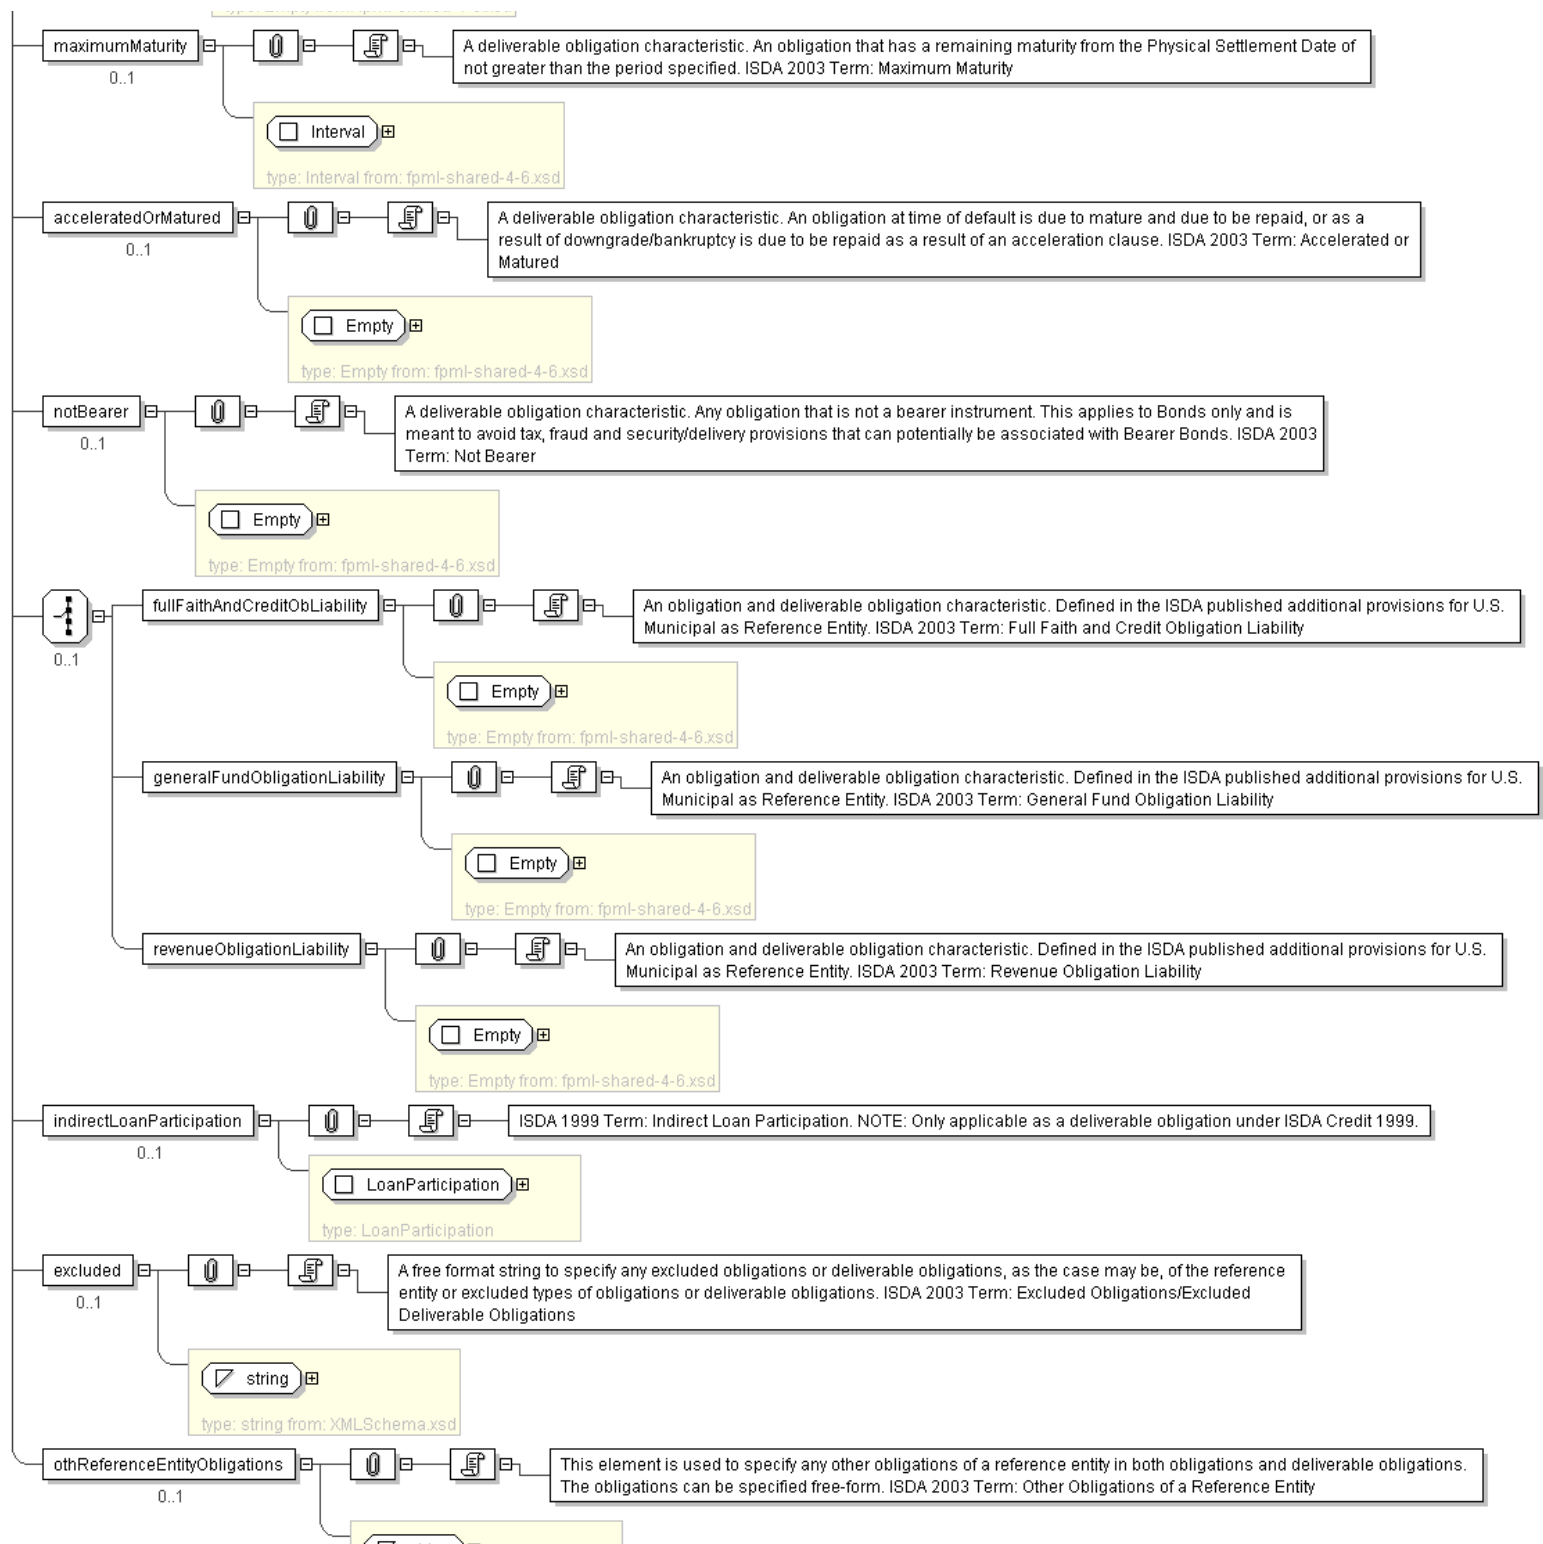 type: Empty from: fpml-shared-4-6.xsd
maximumMaturity
A deliverable obligation characteristic. An obligation that has a remaining maturity from the Physical Settlement Date of
not greater than the period specified. ISDA 2003 Term: Maximum Maturity
0..1
Interval
type: Interval from: fpml-shared-4-6.xsd
acceleratedOrMatured
A deliverable obligation characteristic. An obligation at time of default is due to mature and due to be repaid, or as a
result of downgrade/bankruptcy is due to be repaid as a result of an acceleration clause. ISDA 2003 Term: Accelerated or
Matured
0..1
Empty
type: Empty from: fpml-shared-4-6.xsd
notBearer
A deliverable obligation characteristic. Any obligation that is not a bearer instrument. This applies to Bonds only and is
meant to avoid tax, fraud and security/delivery provisions that can potentially be associated with Bearer Bonds. ISDA 2003
Term: Not Bearer
0..1
Empty
type: Empty from: fpml-shared-4-6.xsd
fullFaithAndCreditObLiability
An obligation and deliverable obligation characteristic. Defined in the ISDA published additional provisions for U.S.
Municipal as Reference Entity. ISDA 2003 Term: Full Faith and Credit Obligation Liability
0..1
Empty
type: Empty from: fpml-shared-4-6.xsd
generalFundObligationLiability
An obligation and deliverable obligation characteristic. Defined in the ISDA published additional provisions for U.S.
Municipal as Reference Entity. ISDA 2003 Term: General Fund Obligation Liability
Empty
type: Empty from: fpml-shared-4-6.xsd
revenueObligationLiability
An obligation and deliverable obligation characteristic. Defined in the ISDA published additional provisions for U.S.
Municipal as Reference Entity. ISDA 2003 Term: Revenue Obligation Liability
Empty
type: Empty from: fpml-shared-4-6.xsd
indirectLoanParticipation
ISDA 1999 Term: Indirect Loan Participation. NOTE: Only applicable as a deliverable obligation under ISDA Credit 1999.
0..1
LoanParticipation
type: LoanParticipation
excluded
A free format string to specify any excluded obligations or deliverable obligations, as the case may be, of the reference
entity or excluded types of obligations or deliverable obligations. ISDA 2003 Term: Excluded Obligations/Excluded
Deliverable Obligations
0..1
string
type: string from: XMLSchema.xsd
othReferenceEntityObligations
This element is used to specify any other obligations of a reference entity in both obligations and deliverable obligations.
The obligations can be specified free-form. ISDA 2003 Term: Other Obligations of a Reference Entity
0..1